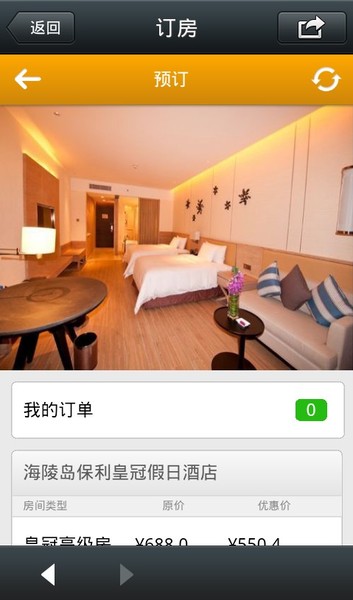 返回
订房
预订
我的订单
0
海陵岛保利皇冠假日酒店
房间类型 原价 优惠价
皇冠高级房 ¥688.0 ¥550.4